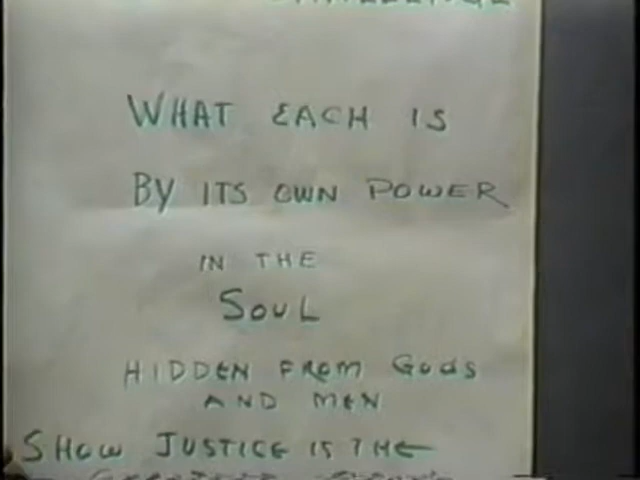 WHAT EACH IS
BY ITS OWN POWER
IN THE
SOUL
HIDDEN FROM GODS
AND MEN
SHOW JUSTICE IS THE